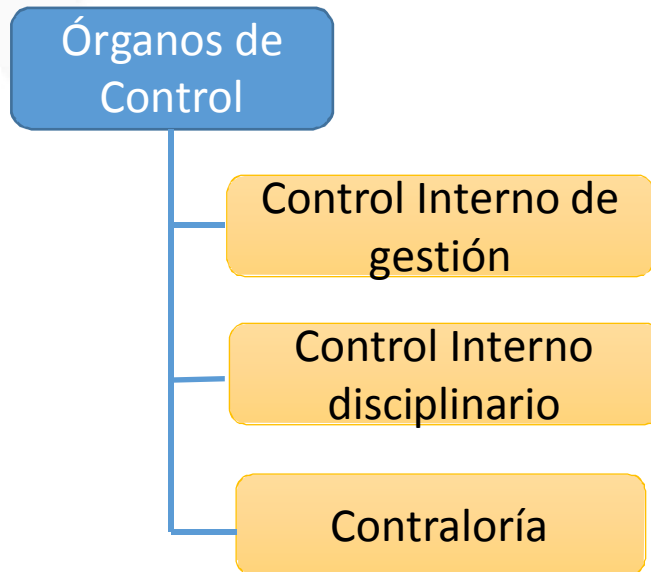 Órganos de
Control
Control Interno de
gestión
Control Interno
disciplinario
Contraloría